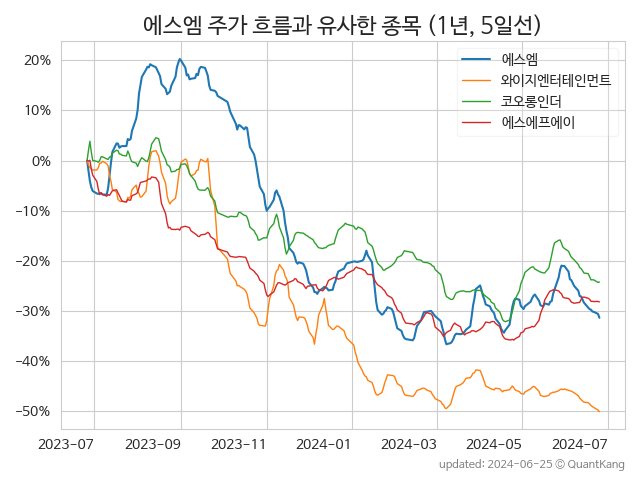 에스엠 주가 흐름과 유사한 종목 (1년, 5일선)
에스엠
와이지엔터테인먼트
코오롱인더
에스에프에이
20%
10%
0%
−10%
−20%
−30%
−40%
−50%
2023-07
2023-09
2023-11
2024-01
2024-03
2024-05
2024-07
updated: 2024-06-25 © QuantKang